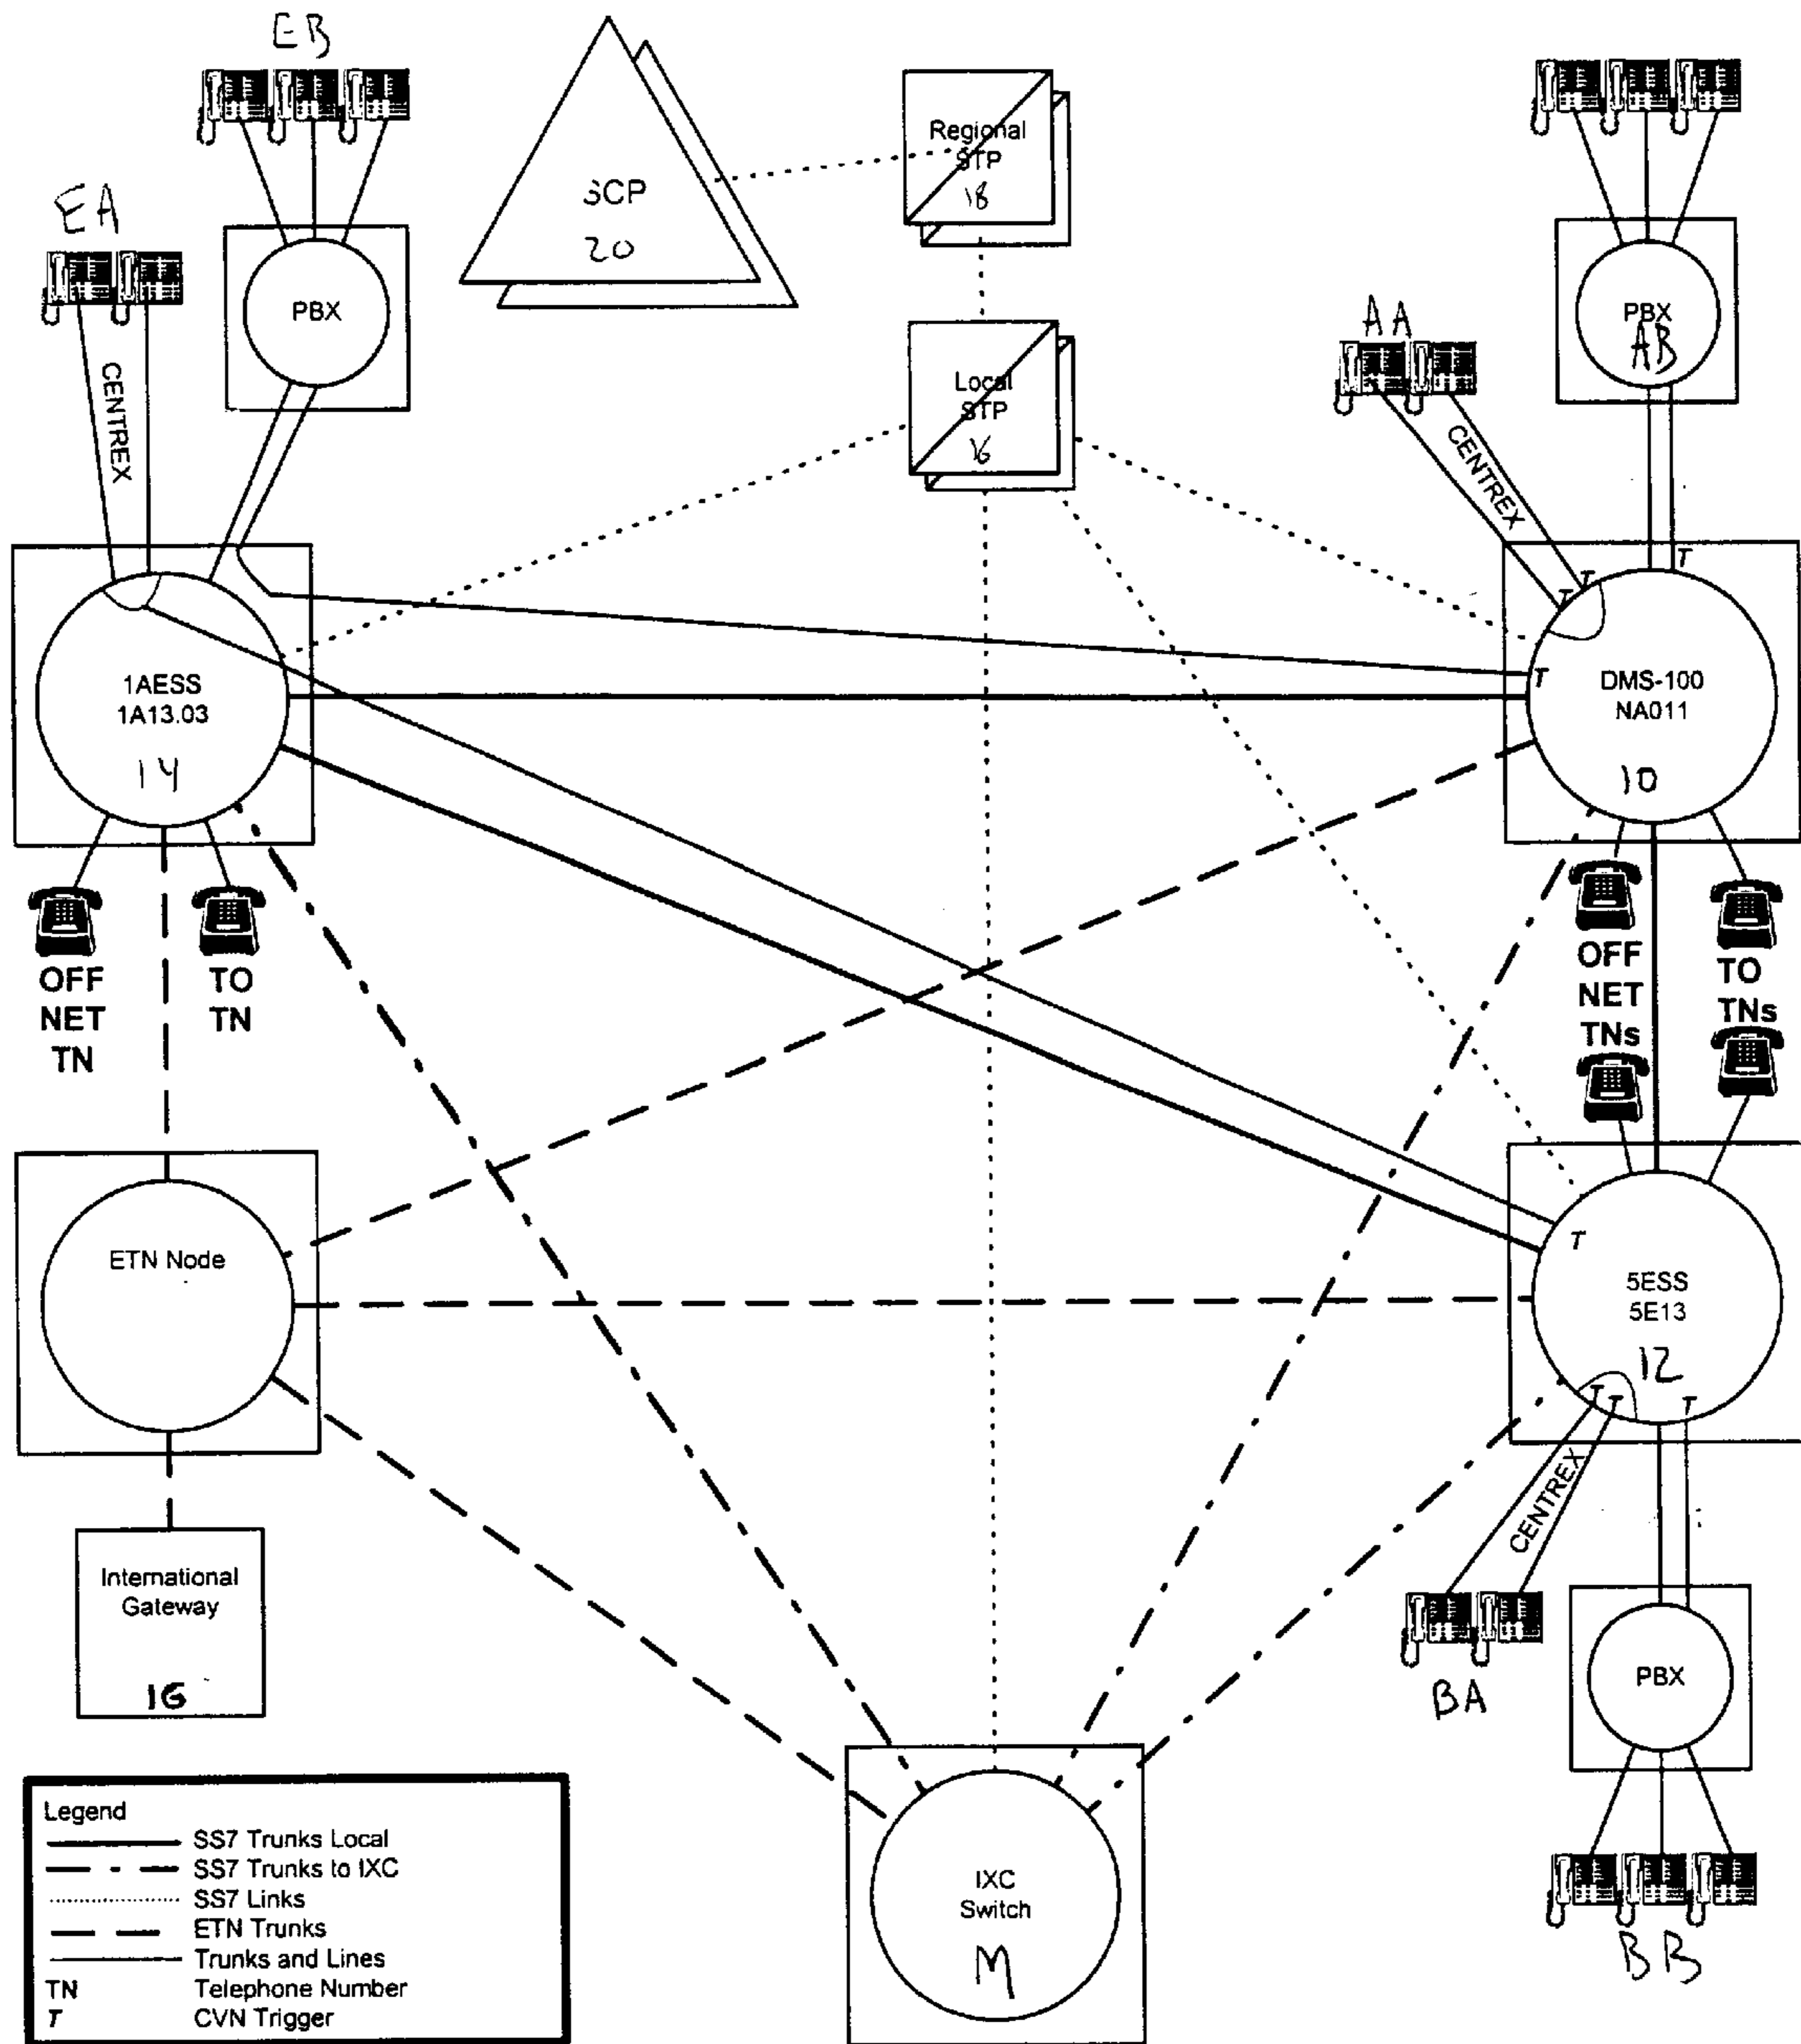 EB
EA
CENTREX
PBX
SCP
20
Regional
STP
18
Local
STP
16
AA
CENTREX
PBX
AB
T
T
T
T
1AESS
1A13.03
14
DMS-100
NA011
10
OFF
NET
TN
TO
TN
OFF
NET
TNs
TO
TNs
ETN Node
T
5ESS
5E13
12
T
T
T
CENTREX
BA
PBX
BB
International
Gateway
IG
IXC
Switch
M
Legend
SS7 Trunks Local
SS7 Trunks to IXC
SS7 Links
ETN Trunks
Trunks and Lines
TN Telephone Number
T CVN Trigger